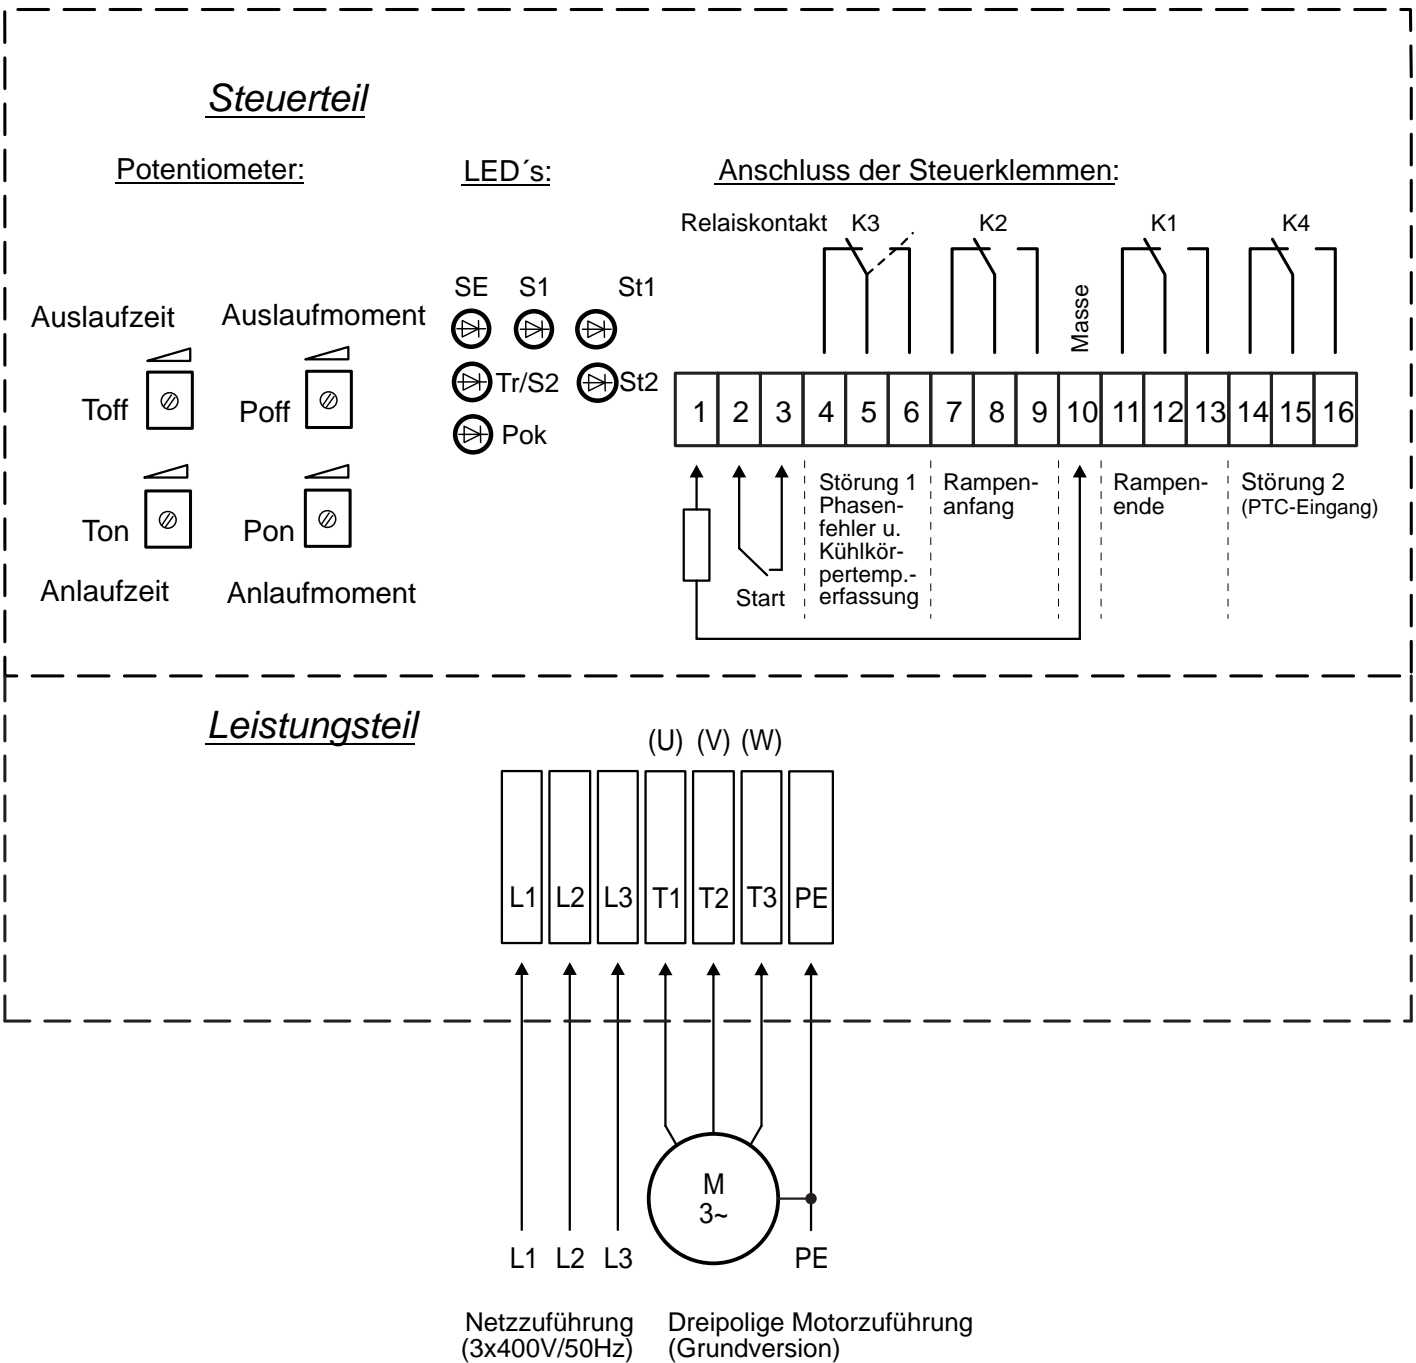 Steuerteil
Potentiometer:
LED´s:
Anschluss der Steuerklemmen:
Relaiskontakt K3 K2 K1 K4
Masse
SE S1 St1
Tr/S2 St2
Pok
Auslaufzeit Auslaufmoment
Toff Poff
Ton Pon
Anlaufzeit Anlaufmoment
1 2 3 4 5 6 7 8 9 10 11 12 13 14 15 16
Start
Störung 1
Phasen-
fehler u.
Kühlkör-
pertemp.-
erfassung
Rampen-
anfang
Rampen-
ende
Störung 2
(PTC-Eingang)
Leistungsteil
(U) (V) (W)
L1 L2 L3 T1 T2 T3 PE
M
3~
L1 L2 L3 PE
Netzzuführung
(3x400V/50Hz)
Dreipolige Motorzuführung
(Grundversion)